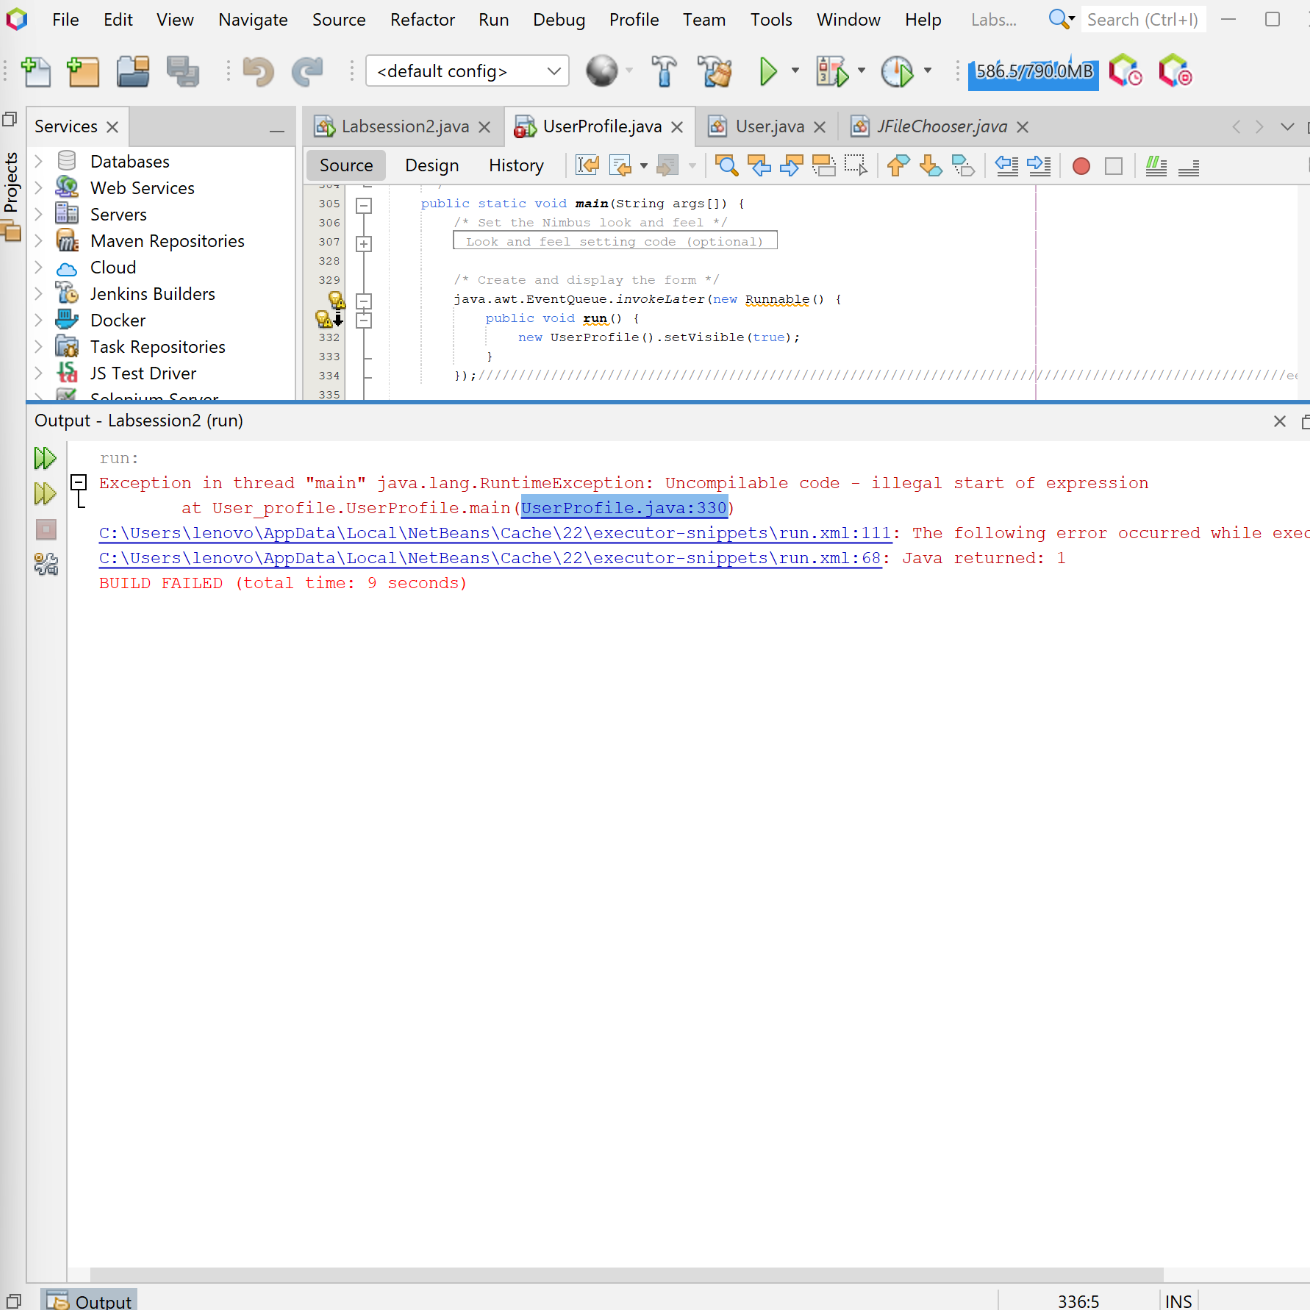 File Edit View Navigate Source Refactor Run Debug Profile Team Tools Window Help Labs... Search (Ctrl+I)
<default config> 586.5/790.0MB
Services Labsession2.java UserProfile.java User.java JFileChooser.java
Projects
Source Design History
Databases
Web Services
Servers
Maven Repositories
Cloud
Jenkins Builders
Docker
Task Repositories
JS Test Driver
Selenium Server
304
305 public static void main(String args[]) {
306 /* Set the Nimbus look and feel */
307 Look and feel setting code (optional)
328
329 /* Create and display the form */
java.awt.EventQueue.invokeLater(new Runnable() {
public void run() {
332 new UserProfile().setVisible(true);
333 }
334 });////////////////////////////////////////////////////////////////////////////////////////////////////
335
Output - Labsession2 (run)
run:
Exception in thread "main" java.lang.RuntimeException: Uncompilable code - illegal start of expression
at User_profile.UserProfile.main(UserProfile.java:330)
C:\Users\lenovo\AppData\Local\NetBeans\Cache\22\executor-snippets\run.xml:111: The following error occurred while exec
C:\Users\lenovo\AppData\Local\NetBeans\Cache\22\executor-snippets\run.xml:68: Java returned: 1
BUILD FAILED (total time: 9 seconds)
Output 336:5 INS